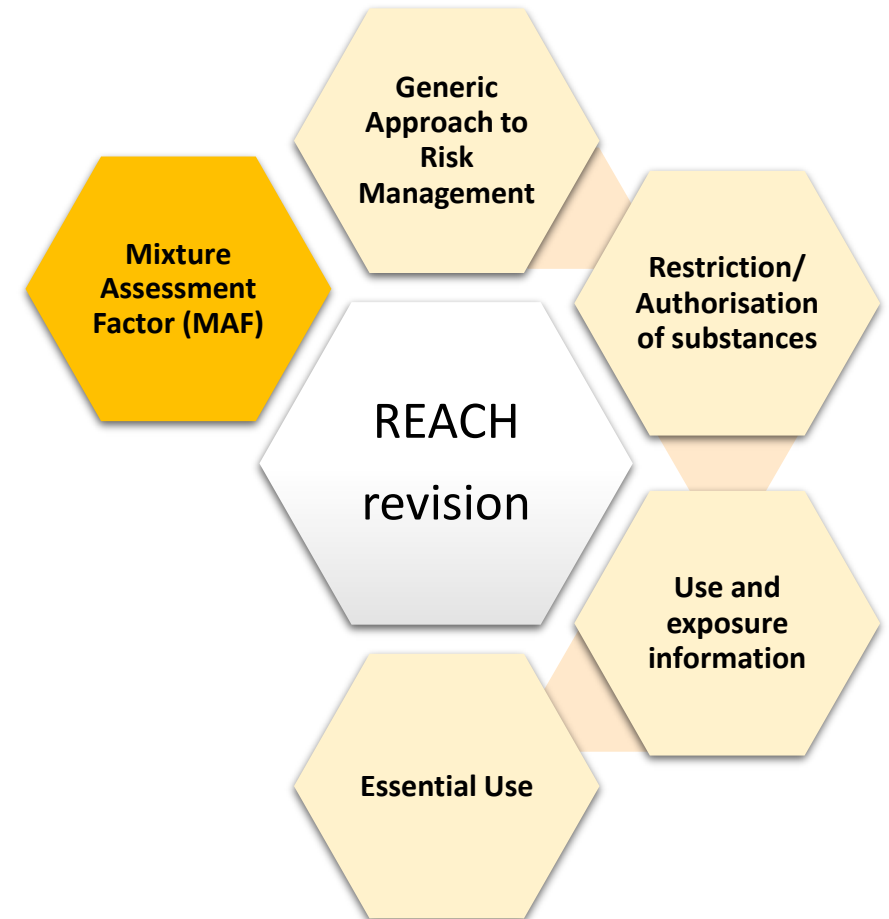 Generic
Approach to
Risk
Management
Mixture
Assessment
Factor (MAF)
Restriction/
Authorisation
of substances
REACH
revision
Use and
exposure
information
Essential Use